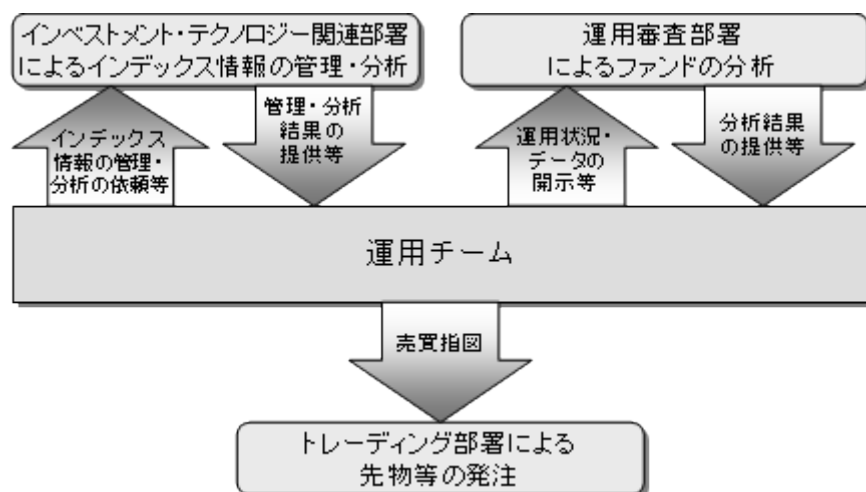 インベストメント・テクノロジー関連部署
によるインデックス情報の管理・分析
運用審査部署
によるファンドの分析
インデックス
情報の管理・
分析の依頼等
管理・分析
結果の
提供等
運用状況・
データの
開示等
分析結果
の提供等
運用チーム
売買指図
トレーディング部署による
先物等の発注